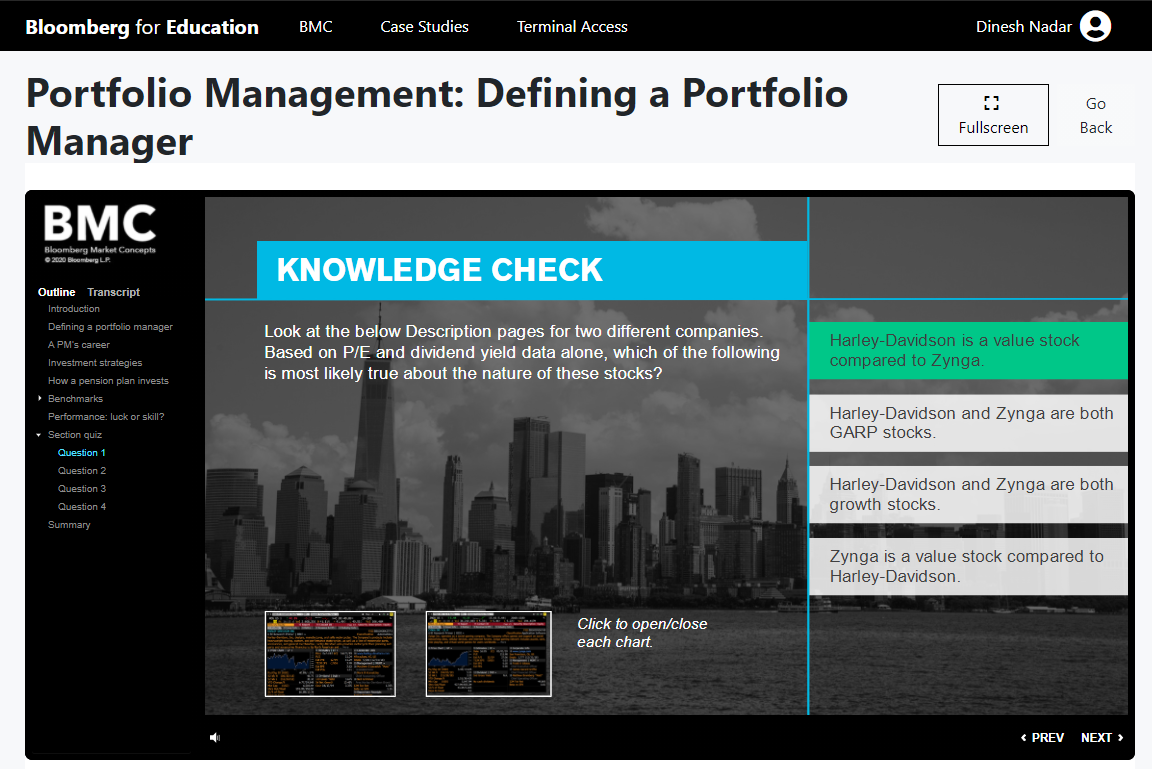 Bloomberg for Education
BMC
Case Studies
Terminal Access
Dinesh Nadar
Portfolio Management: Defining a Portfolio
Manager
Fullscreen
Go
Back
BMC
Bloomberg Market Concepts
© 2020 Bloomberg L.P.
Outline
Transcript
Introduction
Defining a portfolio manager
A PM's career
Investment strategies
How a pension plan invests
Benchmarks
Performance: luck or skill?
Section quiz
Question 1
Question 2
Question 3
Question 4
Summary
KNOWLEDGE CHECK
Look at the below Description pages for two different companies.
Based on P/E and dividend yield data alone, which of the following
is most likely true about the nature of these stocks?
Harley-Davidson is a value stock
compared to Zynga.
Harley-Davidson and Zynga are both
GARP stocks.
Harley-Davidson and Zynga are both
growth stocks.
Zynga is a value stock compared to
Harley-Davidson.
Click to open/close
each chart.
PREV
NEXT